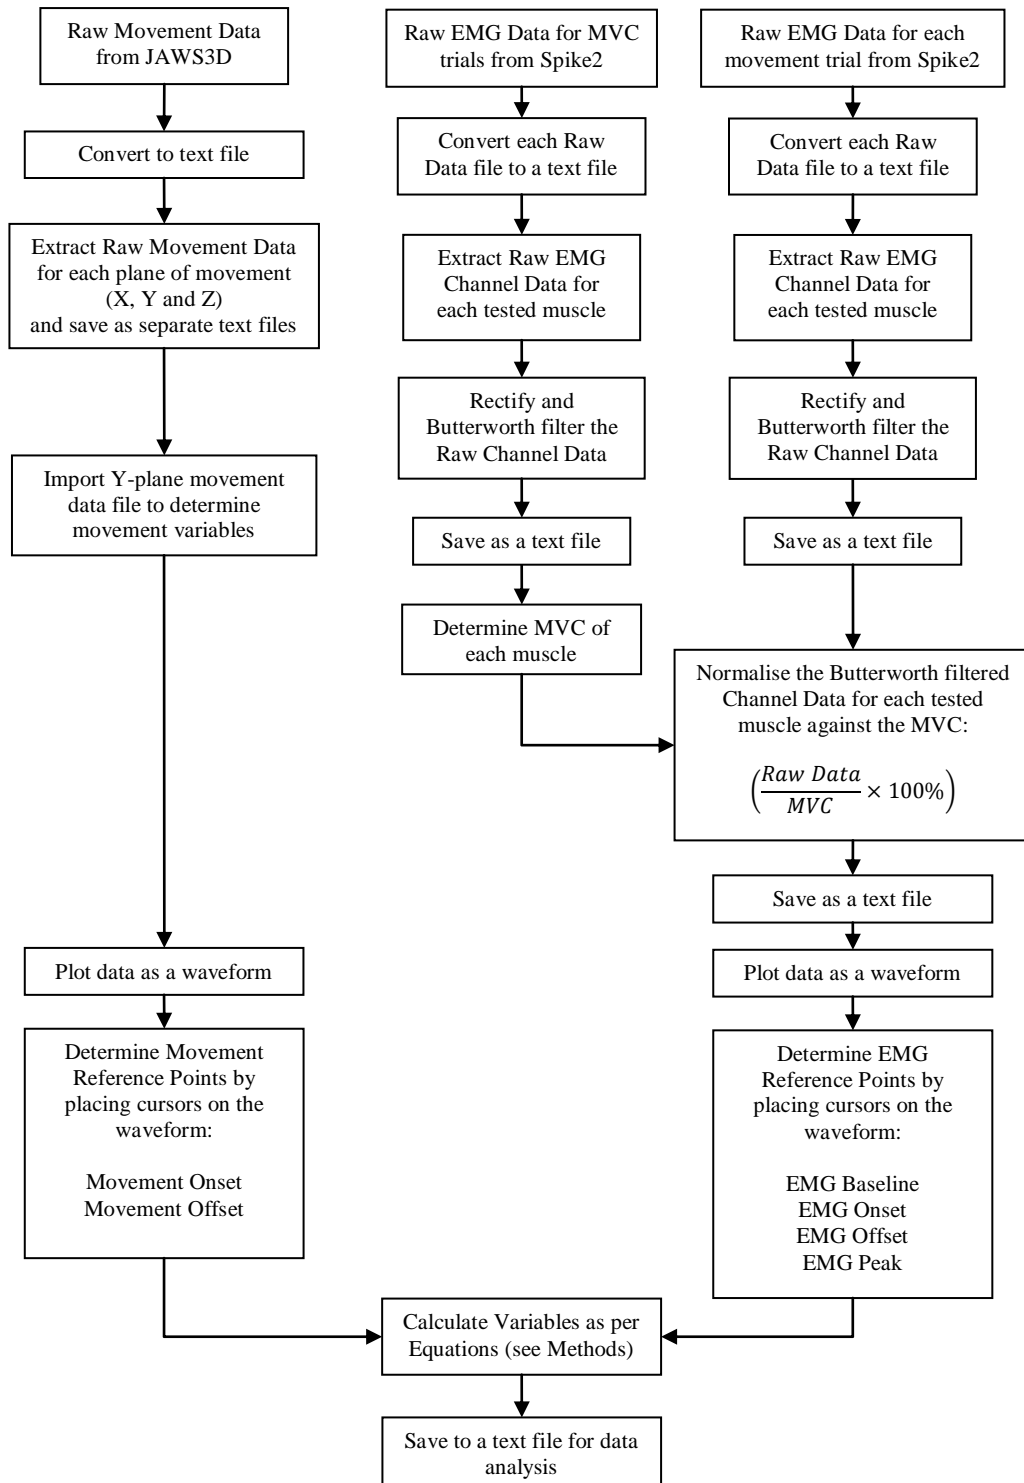 Raw Movement Data
from JAWS3D
Convert to text file
Extract Raw Movement Data
for each plane of movement
(X, Y and Z)
and save as separate text files
Import Y-plane movement
data file to determine
movement variables
Plot data as a waveform
Determine Movement
Reference Points by
placing cursors on the
waveform:
Movement Onset
Movement Offset
Raw EMG Data for MVC
trials from Spike2
Convert each Raw
Data file to a text file
Extract Raw EMG
Channel Data for
each tested muscle
Rectify and
Butterworth filter the
Raw Channel Data
Save as a text file
Determine MVC of
each muscle
Raw EMG Data for each
movement trial from Spike2
Convert each Raw
Data file to a text file
Extract Raw EMG
Channel Data for
each tested muscle
Rectify and
Butterworth filter the
Raw Channel Data
Save as a text file
Normalise the Butterworth filtered
Channel Data for each tested
muscle against the MVC:
(Raw Data / MVC × 100%)
Save as a text file
Plot data as a waveform
Determine EMG
Reference Points by
placing cursors on the
waveform:
EMG Baseline
EMG Onset
EMG Offset
EMG Peak
Calculate Variables as per
Equations (see Methods)
Save to a text file for data
analysis